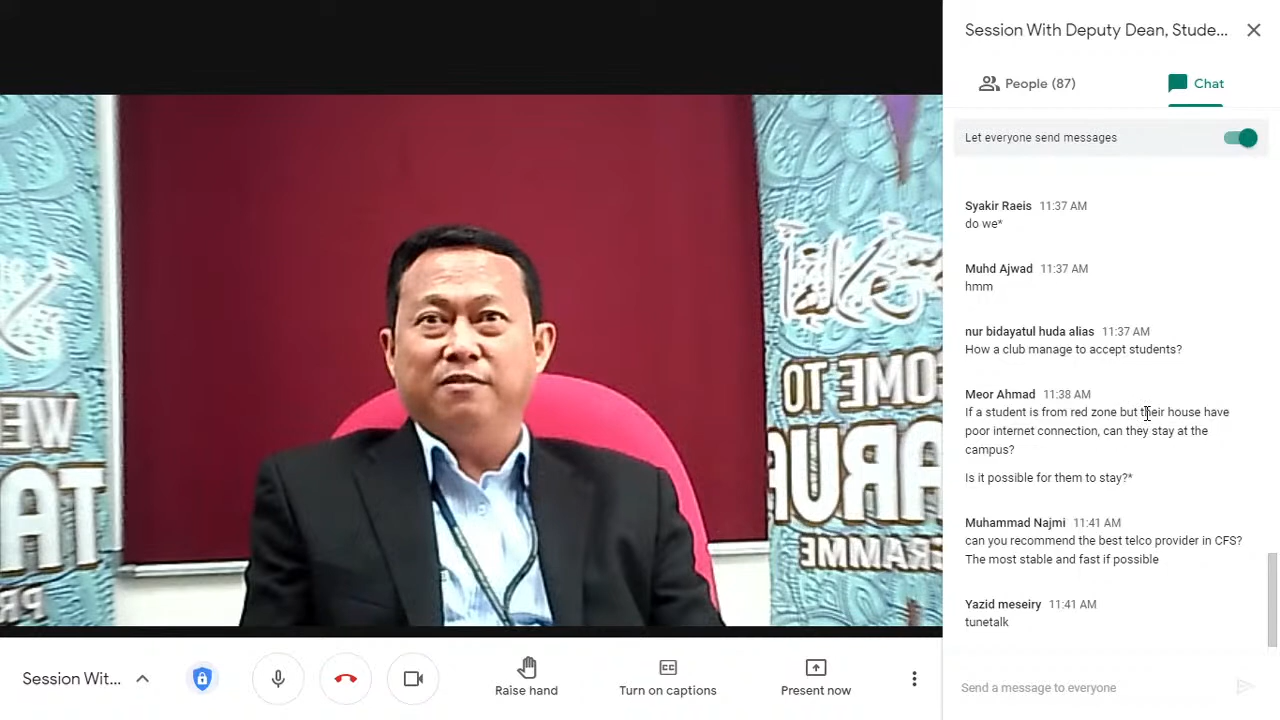 Session With Deputy Dean, Stude...
People (87)
Chat
Let everyone send messages
Syakir Raeis 11:37 AM
do we*
Muhd Ajwad 11:37 AM
hmm
nur bidayatul huda alias 11:37 AM
How a club manage to accept students?
Meor Ahmad 11:38 AM
If a student is from red zone but their house have
poor internet connection, can they stay at the
campus?
Is it possible for them to stay?*
Muhammad Najmi 11:41 AM
can you recommend the best telco provider in CFS?
The most stable and fast if possible
Yazid meseiry 11:41 AM
tunetalk
Send a message to everyone
WE
TA
PR
COME TO
ARUF
RAMME
Session Wit...
Raise hand
CC
Turn on captions
Present now